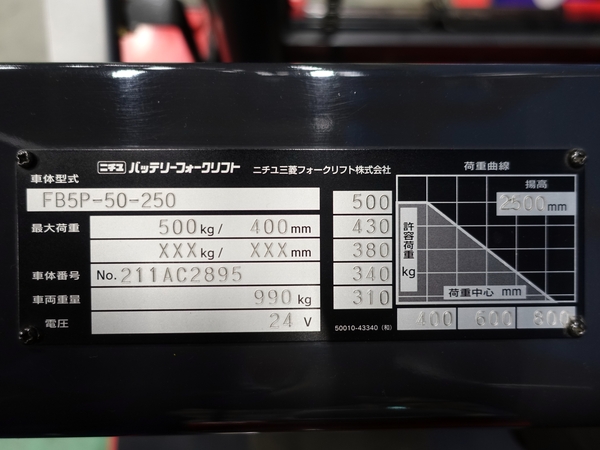 ニチユ バッテリーフォークリフト ニチユ三菱フォークリフト株式会社
車体型式
FB5P-50-250
最大荷重 500kg/ 400mm
XXXkg/ XXXmm
車体番号 No.211AC2895
車両重量 990kg
電圧 24 V
500
430
380
340
310
50010-43340 (和)
荷重曲線
揚高
2500mm
許容荷重 kg
荷重中心 mm
400 600 800